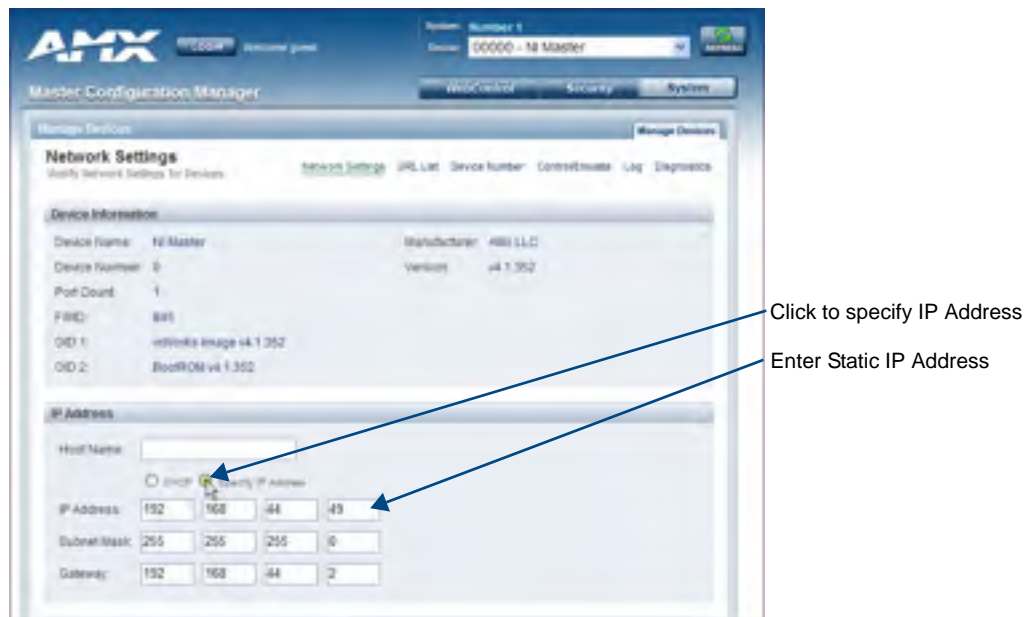 AMX LOGIN Welcome guest
System: Number 1
Device: 00000 - NI Master
REFRESH
Master Configuration Manager
WebControl Security System
Manage Devices
Manage Devices
Network Settings
Modify Network Settings for Devices.
Network Settings URL List Device Number Control/Emulate Log Diagnostics
Device Information
Device Name: NI Master Manufacturer: AMX LLC
Device Number: 0 Version: v4.1.352
Port Count: 1
FWID:
OID 1: vxWorks Image v4.1.352
OID 2: BootROM v4.1.352
Click to specify IP Address
Enter Static IP Address
IP Address
Host Name:
DHCP Specify IP Address
IP Address: 192 168 44 49
Subnet Mask: 255 255 255 0
Gateway: 192 168 44 2